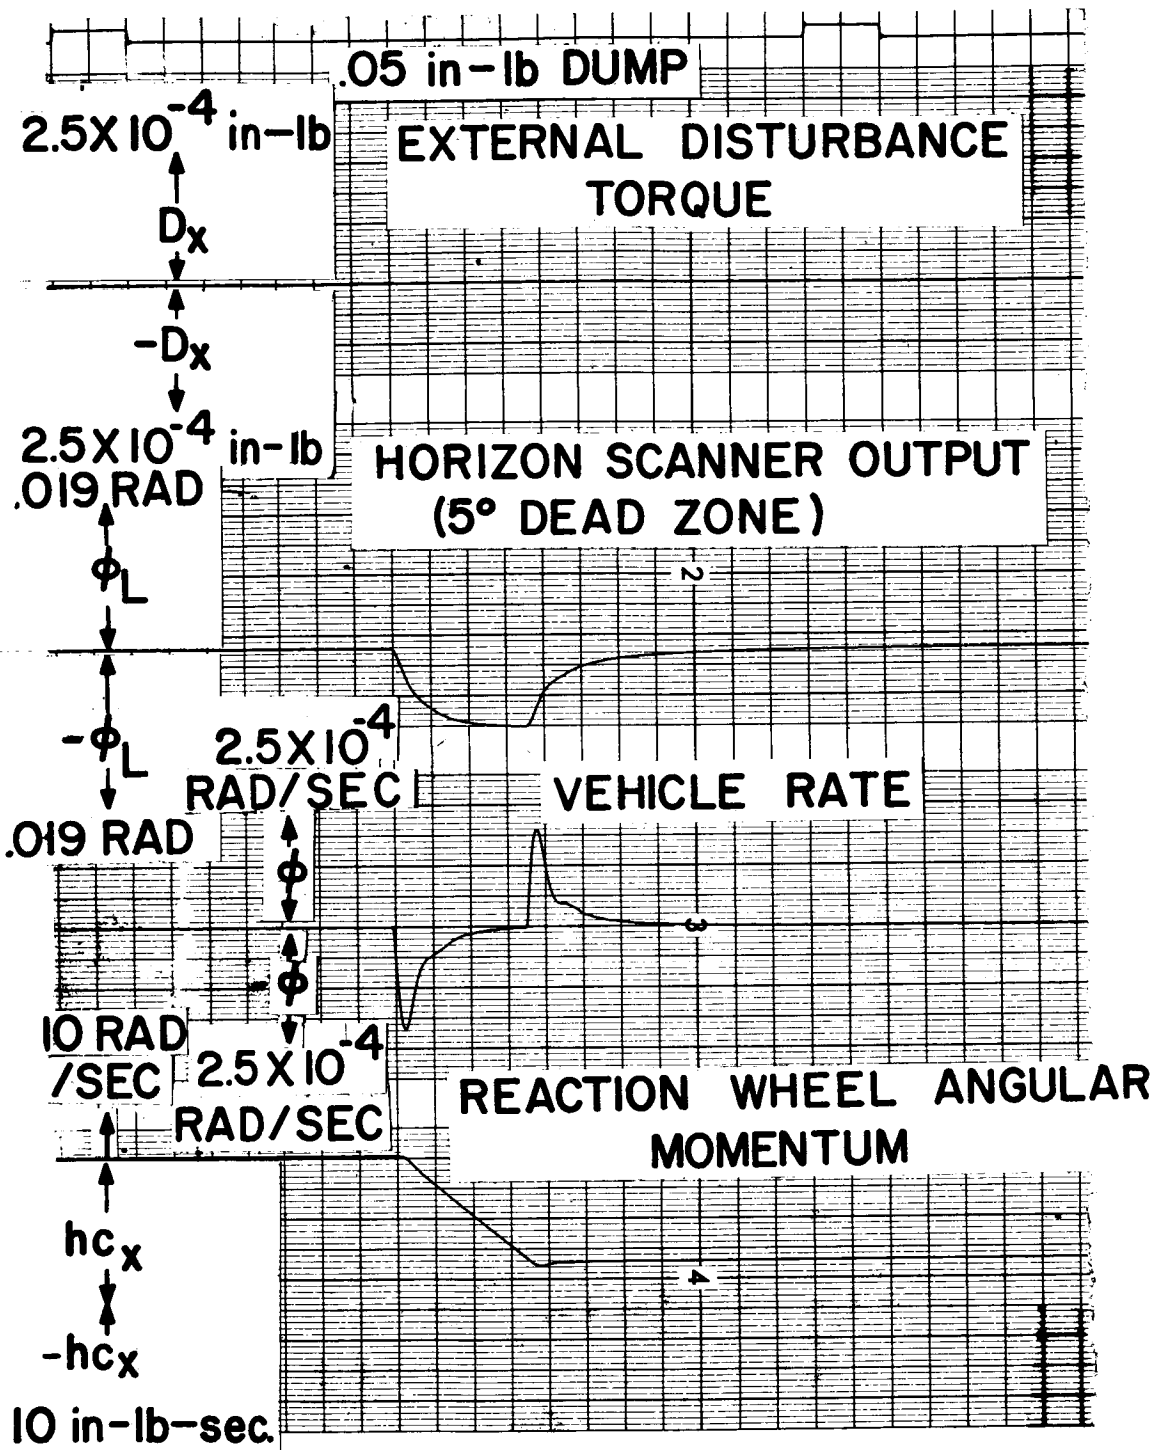 .05 in-lb DUMP
2.5X10⁻⁴ in-lb
EXTERNAL DISTURBANCE
TORQUE
Dx
-Dx
2.5X10⁻⁴ in-lb
HORIZON SCANNER OUTPUT
(5° DEAD ZONE)
.019 RAD
2
ϕL
-ϕL
2.5X10⁻⁴
RAD/SEC
VEHICLE RATE
.019 RAD
ϕ
3
ϕ
10 RAD
/SEC
2.5X10⁻⁴
RAD/SEC
REACTION WHEEL ANGULAR
MOMENTUM
hcx
4
-hcx
10 in-lb-sec.